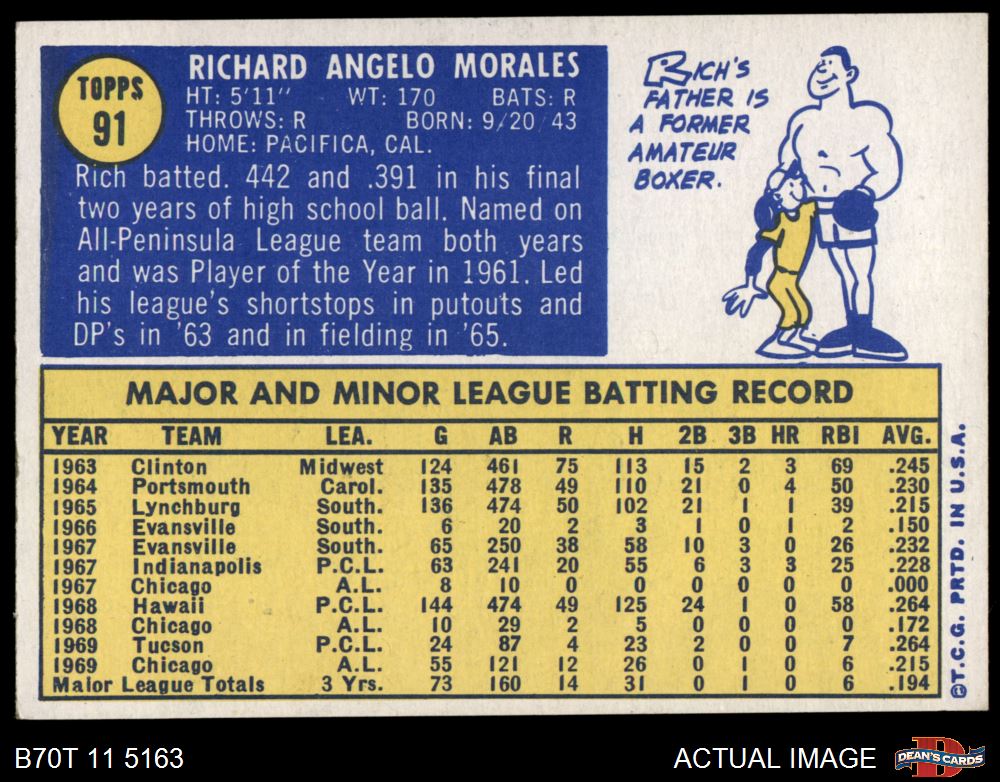 TOPPS
91
RICHARD ANGELO MORALES
HT: 5'11" WT: 170 BATS: R
THROWS: R BORN: 9/20/43
HOME: PACIFICA, CAL.
Rich batted. 442 and .391 in his final
two years of high school ball. Named on
All-Peninsula League team both years
and was Player of the Year in 1961. Led
his league's shortstops in putouts and
DP's in '63 and in fielding in '65.
RICH'S
FATHER IS
A FORMER
AMATEUR
BOXER.
MAJOR AND MINOR LEAGUE BATTING RECORD
YEAR TEAM LEA. G AB R H 2B 3B HR RBI AVG.
1963 Clinton Midwest 124 461 75 113 15 2 3 69 .245
1964 Portsmouth Carol. 135 478 49 110 21 0 4 50 .230
1965 Lynchburg South. 136 474 50 102 21 1 1 39 .215
1966 Evansville South. 6 20 2 3 1 0 1 2 .150
1967 Evansville South. 65 250 38 58 10 3 0 26 .232
1967 Indianapolis P.C.L. 63 241 20 55 6 3 3 25 .228
1967 Chicago A.L. 8 10 0 0 0 0 0 0 .000
1968 Hawaii P.C.L. 144 474 49 125 24 1 0 58 .264
1968 Chicago A.L. 10 29 2 5 0 0 0 0 .172
1969 Tucson P.C.L. 24 87 4 23 2 0 0 7 .264
1969 Chicago A.L. 55 121 12 26 0 1 0 6 .215
Major League Totals 3 Yrs. 73 160 14 31 0 1 0 6 .194
©T.C.G. PRTD. IN U.S.A.
B70T 11 5163
ACTUAL IMAGE
D
DEAN'S CARDS